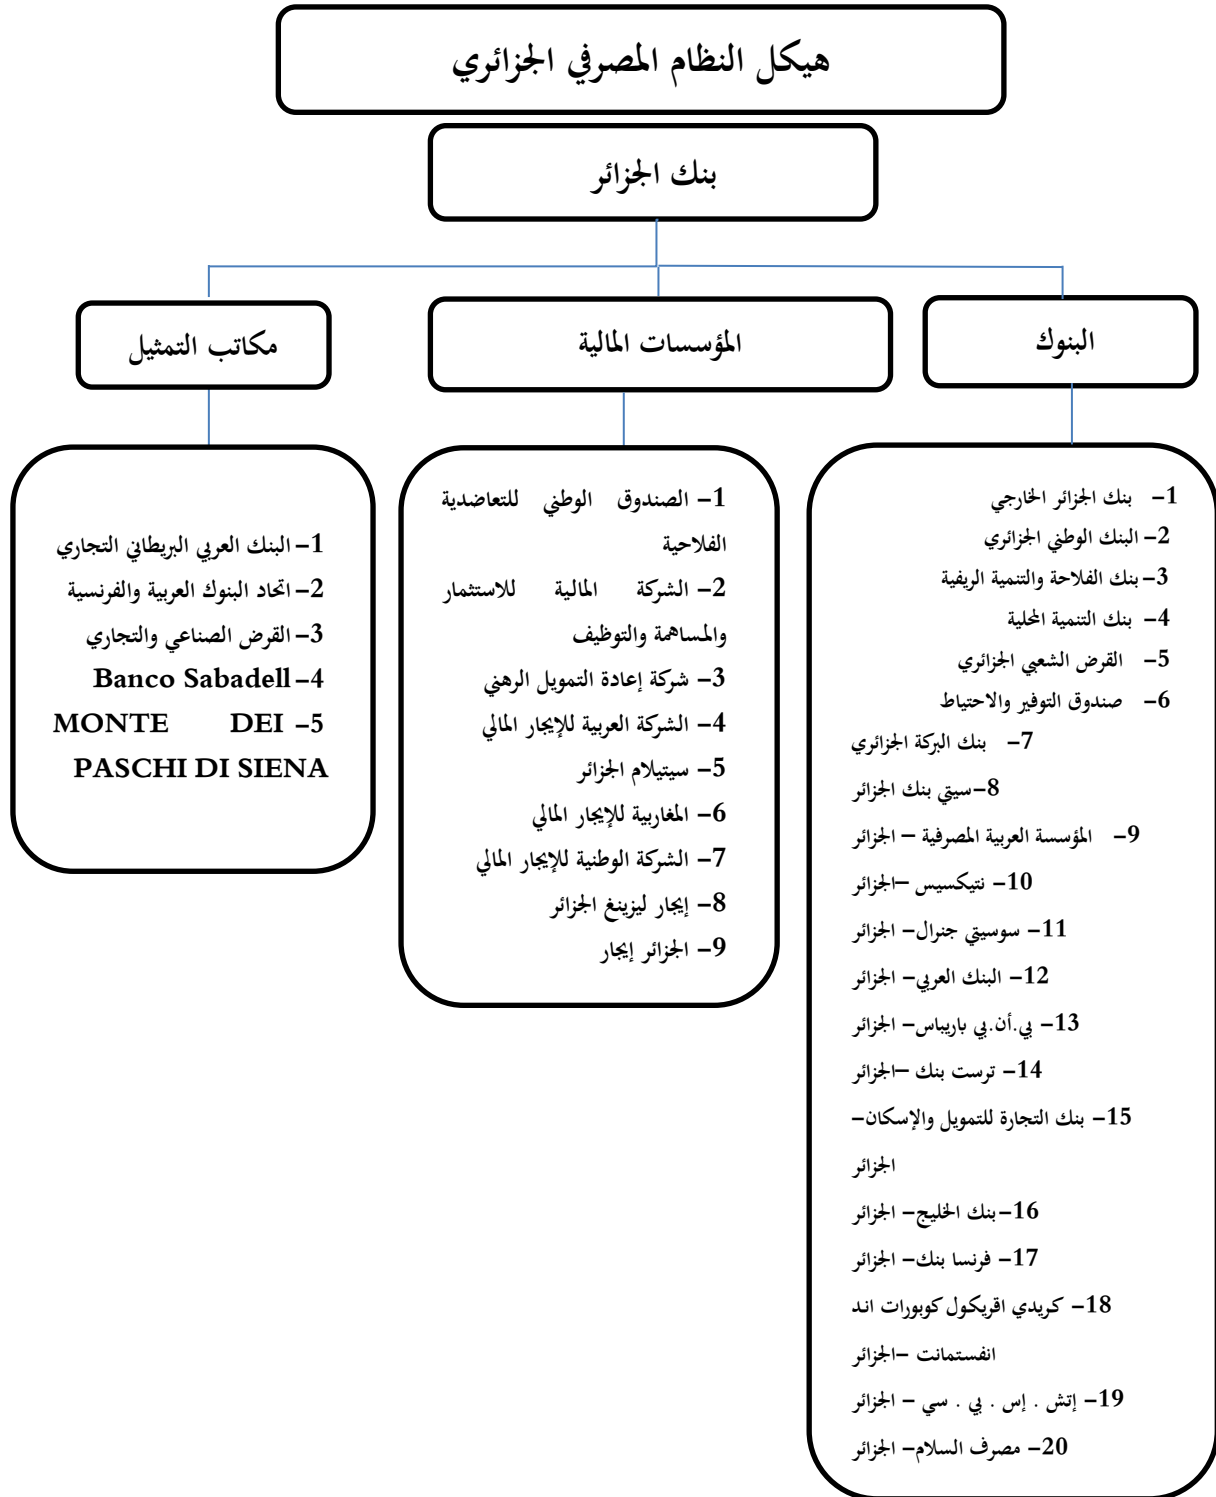 هيكل النظام المصرفي الجزائري
بنك الجزائر
البنوك
المؤسسات المالية
مكاتب التمثيل
1- بنك الجزائر الخارجي
2- البنك الوطني الجزائري
3- بنك الفلاحة والتنمية الريفية
4- بنك التنمية المحلية
5- القرض الشعبي الجزائري
6- صندوق التوفير والاحتياط
7- بنك البركة الجزائري
8-سيتي بنك الجزائر
9- المؤسسة العربية المصرفية – الجزائر
10- نتيكسيس –الجزائر
11- سوسيتي جنرال- الجزائر
12- البنك العربي- الجزائر
13- بي.أن.بي باريباس- الجزائر
14- ترست بنك –الجزائر
15- بنك التجارة للتمويل والإسكان-
الجزائر
16-بنك الخليج- الجزائر
17- فرنسا بنك- الجزائر
18- كريدي اقريكول كوبورات اند
انفستمانت –الجزائر
19- إتش . إس . بي . سي – الجزائر
20- مصرف السلام- الجزائر
1- الصندوق الوطني للتعاضدية
الفلاحية
2- الشركة المالية للاستثمار
والمساهمة والتوظيف
3- شركة إعادة التمويل الرهني
4- الشركة العربية للإيجار المالي
5- سيتيلام الجزائر
6- المغاربية للإيجار المالي
7- الشركة الوطنية للإيجار المالي
8- إيجار ليزينغ الجزائر
9- الجزائر إيجار
1- البنك العربي البريطاني التجاري
2- اتحاد البنوك العربية والفرنسية
3- القرض الصناعي والتجاري
4- Banco Sabadell
5- MONTE DEI
PASCHI DI SIENA